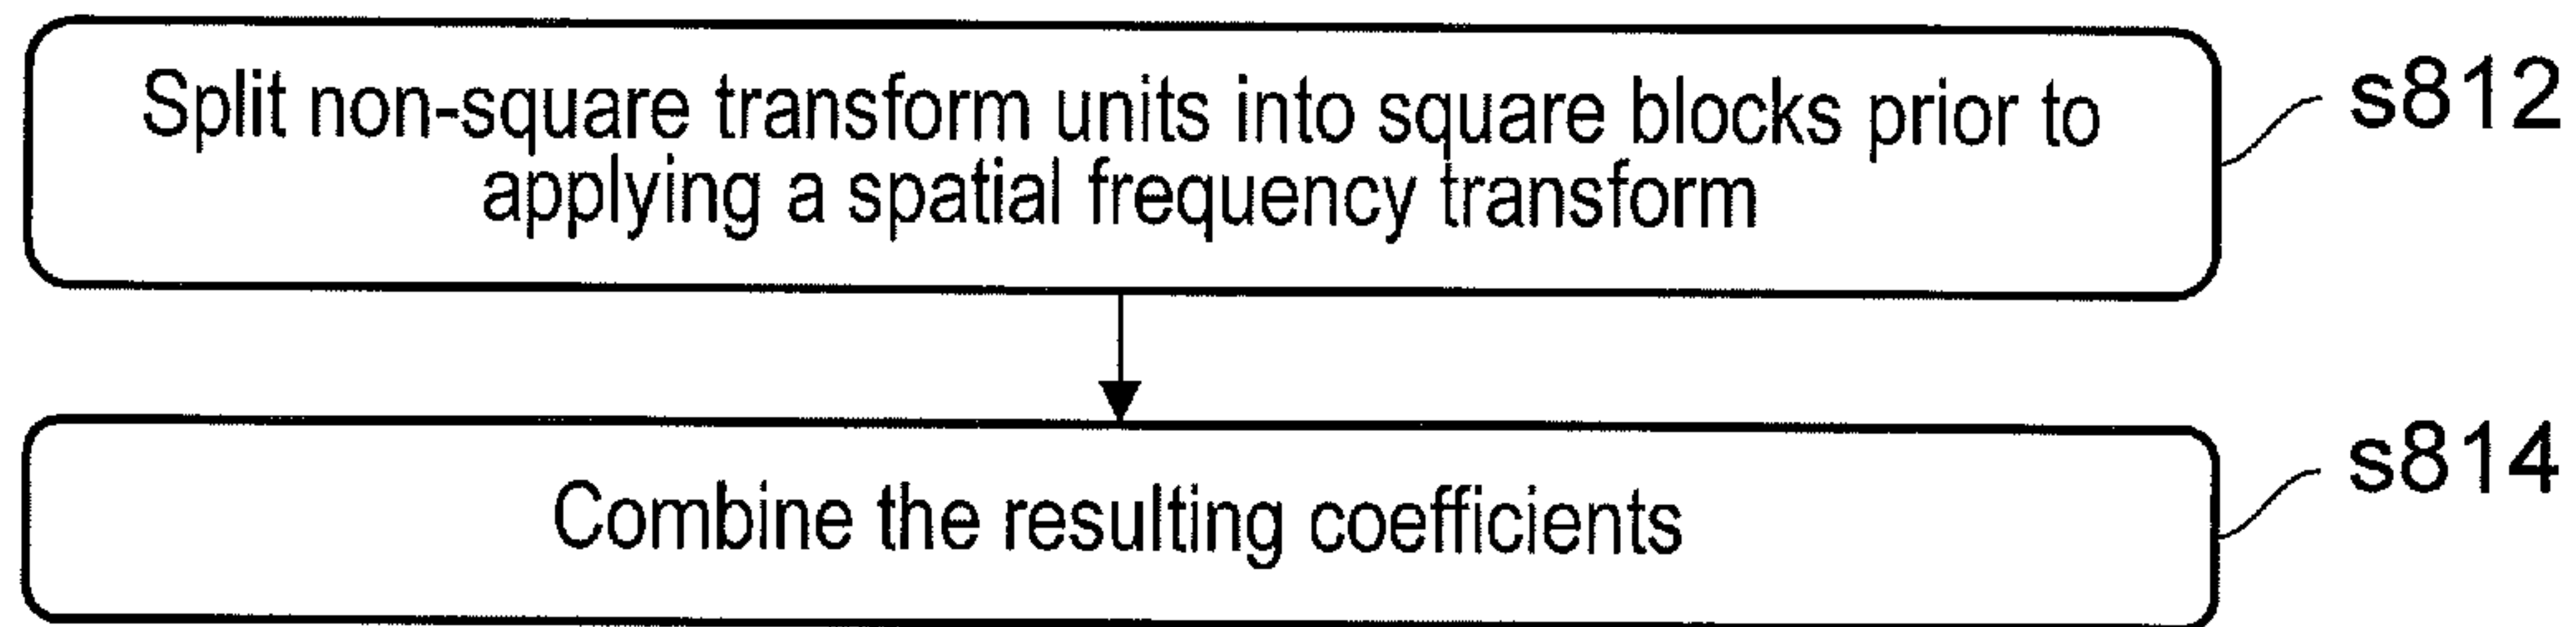 Split non-square transform units into square blocks prior to
applying a spatial frequency transform
s812
Combine the resulting coefficients
s814